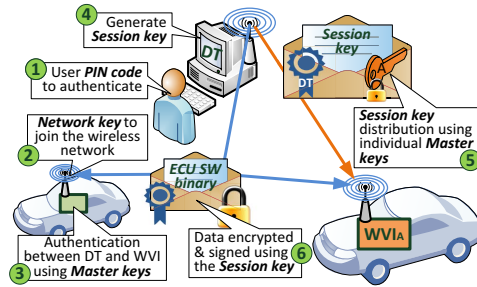 4
Generate
Session key
DT
1
User PIN code
to authenticate
Session
key
DT
A
Network key to
join the wireless
network
2
Session key
distribution using
individual Master
keys
5
ECU SW
binary
WVIA
Authentication
between DT and WVI
using Master keys
3
Data encrypted
& signed using
the Session key
6